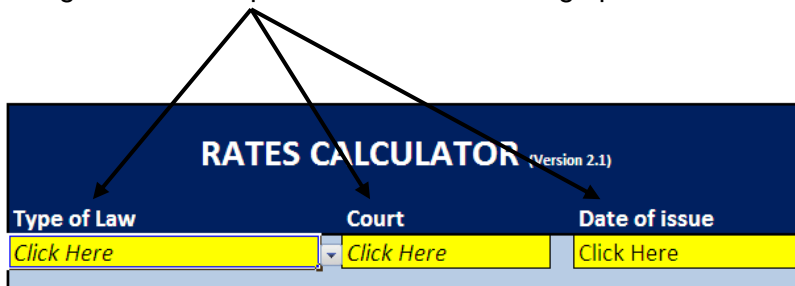 RATES CALCULATOR (Version 2.1)
Type of Law Court Date of issue
Click Here Click Here Click Here